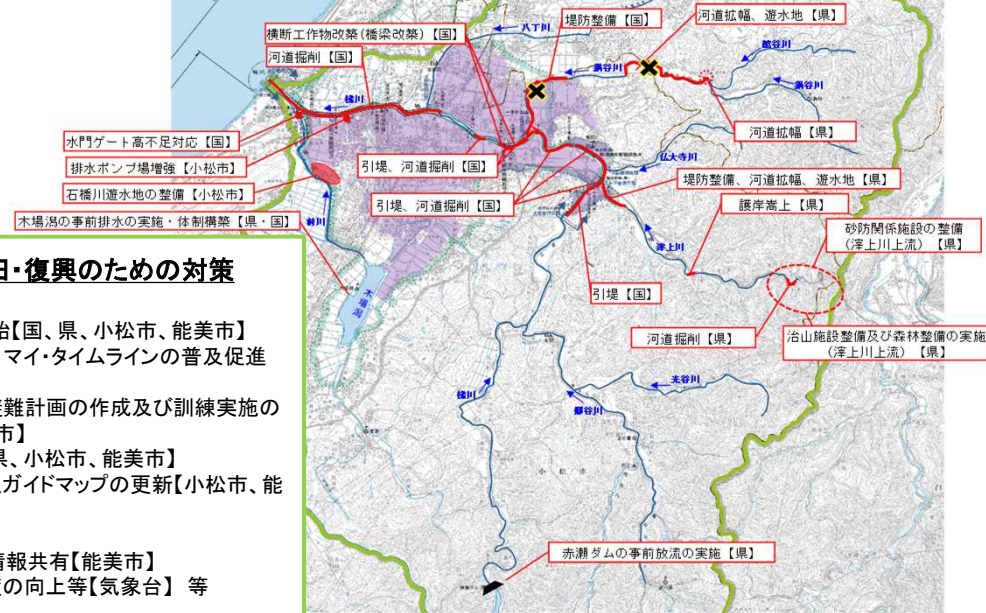 堤防整備【国】
河道拡幅、遊水地【県】
横断工作物改築(橋梁改築)【国】
八丁川
館谷川
河道掘削【国】
鍋谷川
鍋谷川
梯川
河道拡幅【県】
水門ゲート高不足対応【国】
排水ポンプ場増強【小松市】
引堤、河道掘削【国】
仏大寺川
石橋川遊水地の整備【小松市】
堤防整備、河道拡幅、遊水地【県】
引堤、河道掘削【国】
護岸嵩上【県】
木場潟の事前排水の実施・体制構築【県・国】
前川
砂防関係施設の整備
(滓上川上流)【県】
滓上川
木場潟
引堤【国】
河道掘削【県】
治山施設整備及び森林整備の実施
(滓上川上流)【県】
日・復興のための対策
【国、県、小松市、能美市】
マイ・タイムラインの普及促進
避難計画の作成及び訓練実施の
市】
県、小松市、能美市】
ガイドマップの更新【小松市、能
情報共有【能美市】
の向上等【気象台】 等
梯川
郷谷川
光谷川
小松市
赤瀬ダムの事前放流の実施【県】